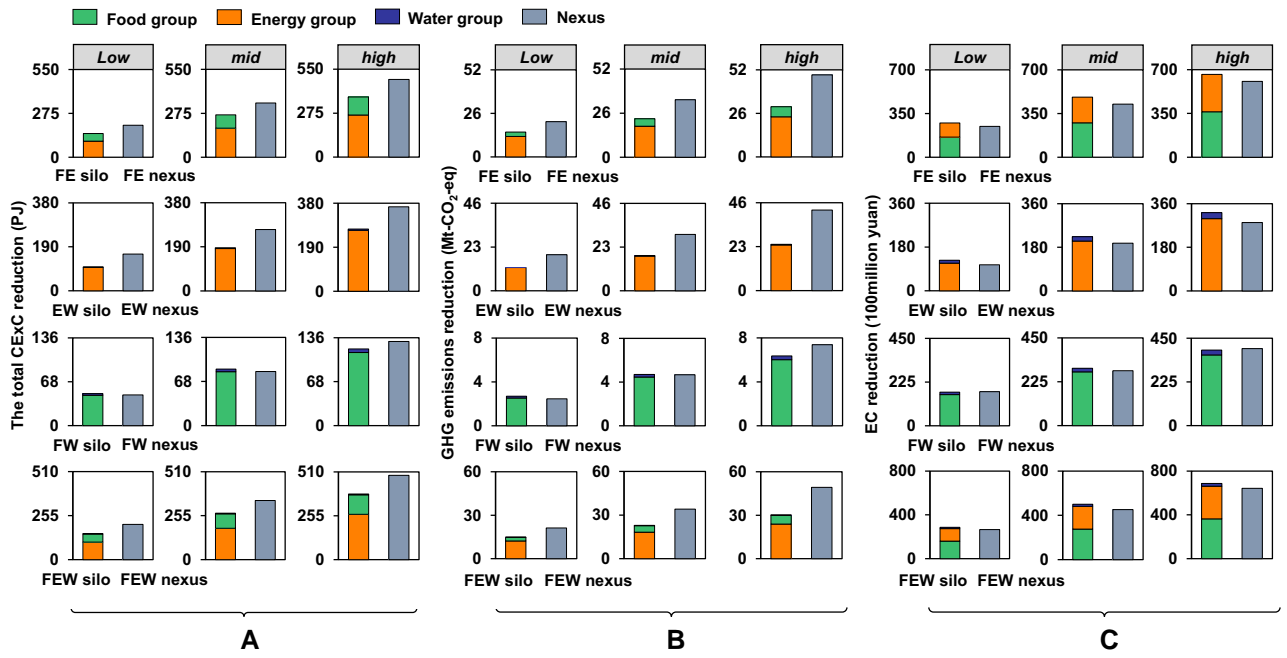 Food group Energy group Water group Nexus
Low mid high Low mid high Low mid high
The total CExC reduction (PJ)
550 550 550
275 275 275
0 0 0
FE silo FE nexus
380 380 380
190 190 190
0 0 0
EW silo EW nexus
136 136 136
68 68 68
0 0 0
FW silo FW nexus
510 510 510
255 255 255
0 0 0
FEW silo FEW nexus
A
GHG emissions reduction (Mt-CO2-eq)
52 52 52
26 26 26
0 0 0
FE silo FE nexus
46 46 46
23 23 23
0 0 0
EW silo EW nexus
8 8 8
4 4 4
0 0 0
FW silo FW nexus
60 60 60
30 30 30
0 0 0
FEW silo FEW nexus
B
EC reduction (100million yuan)
700 700 700
350 350 350
0 0 0
FE silo FE nexus
360 360 360
180 180 180
0 0 0
EW silo EW nexus
450 450 450
225 225 225
0 0 0
FW silo FW nexus
800 800 800
400 400 400
0 0 0
FEW silo FEW nexus
C